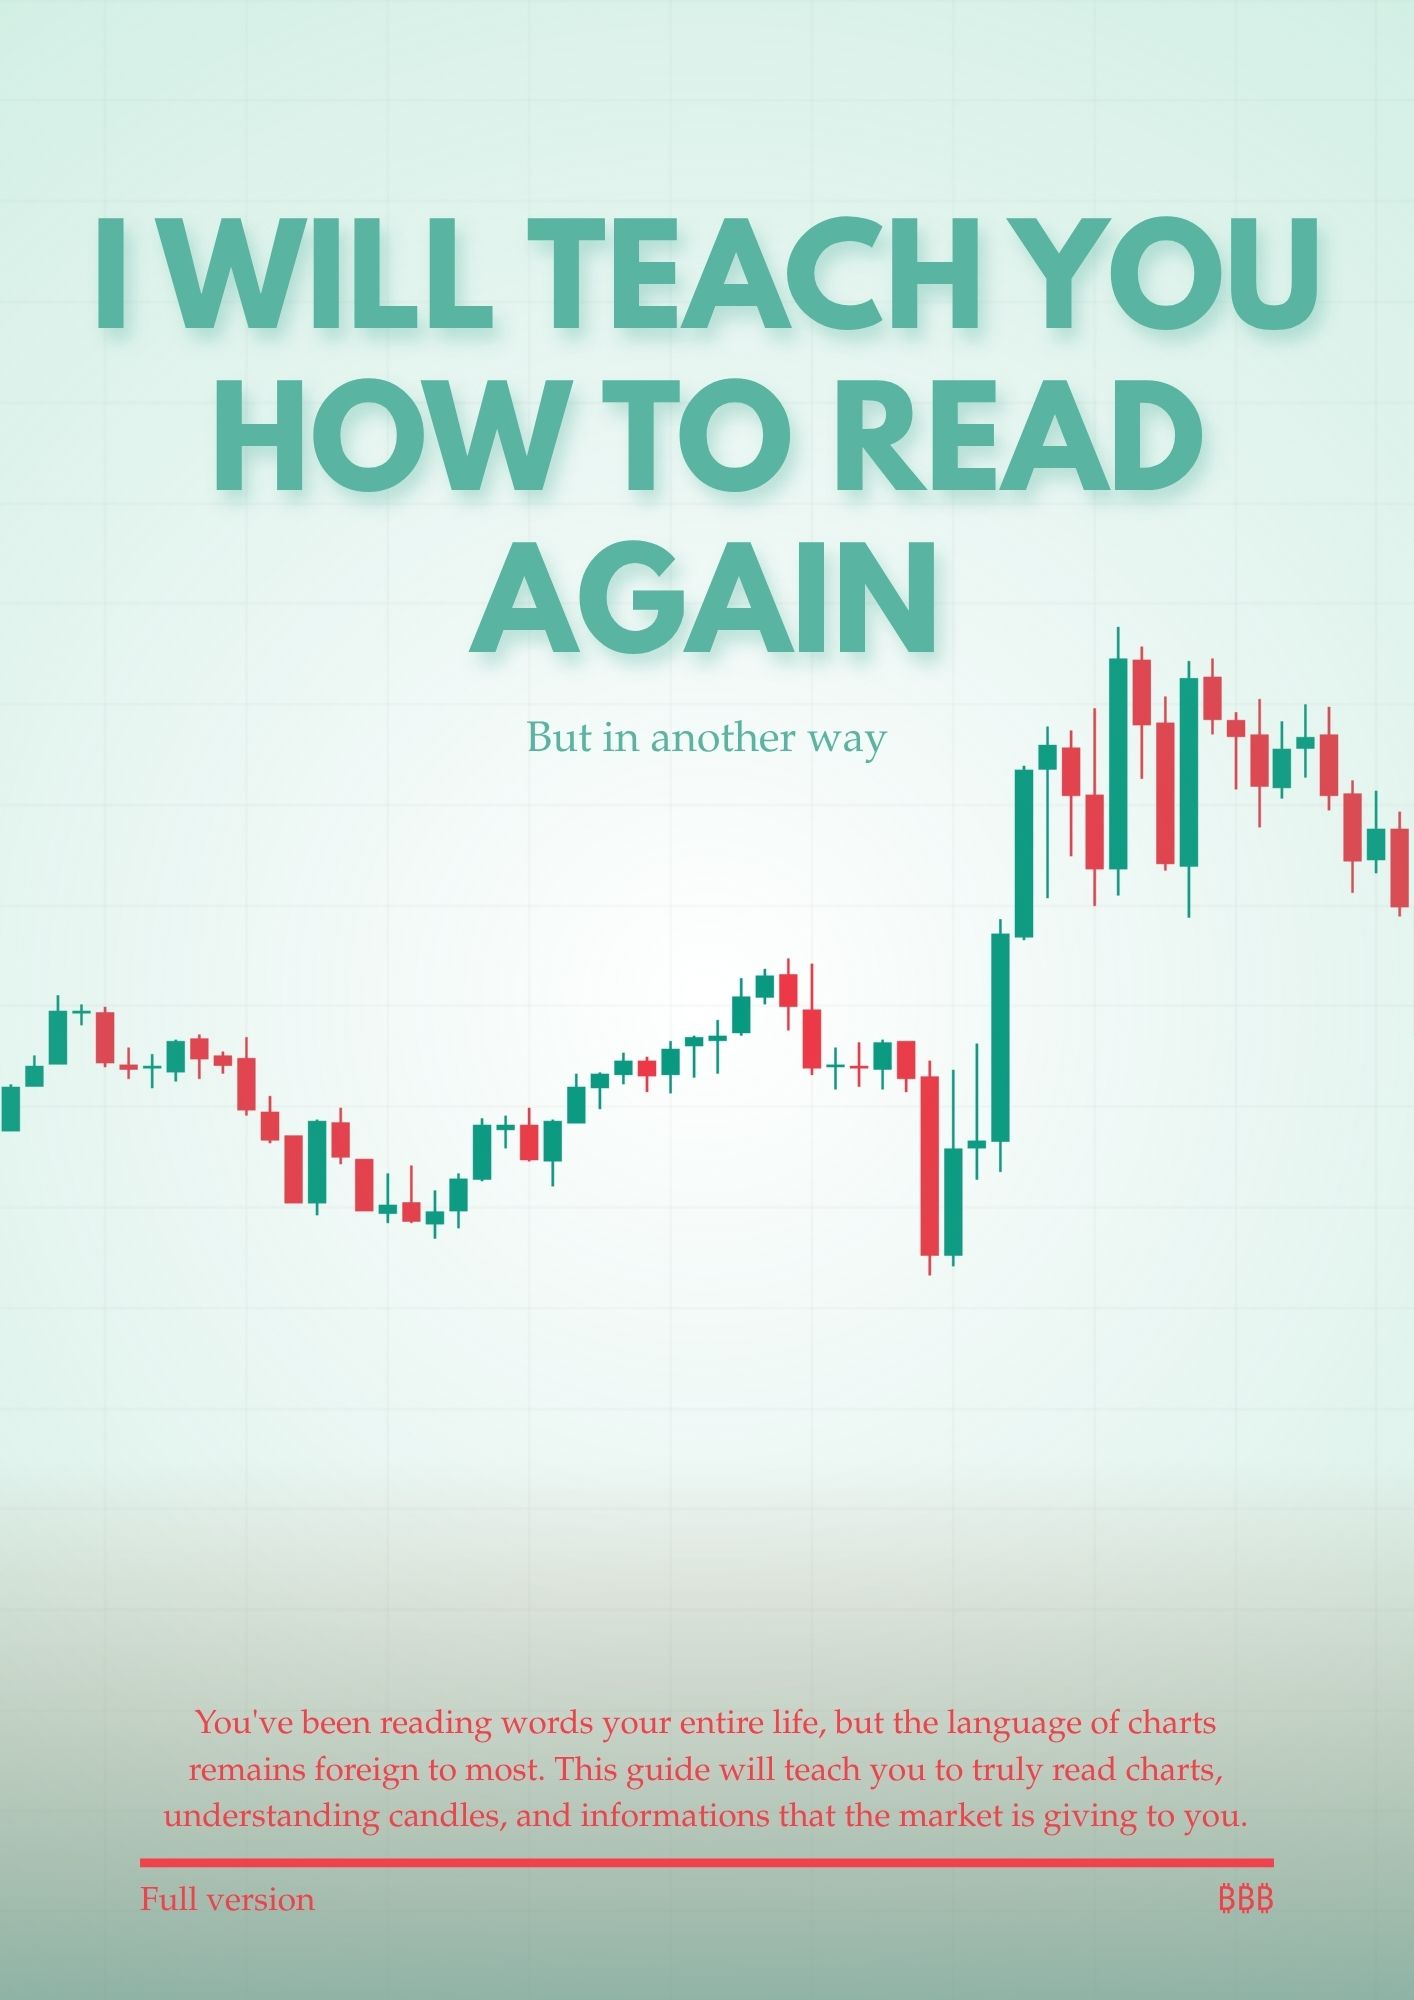 I WILL TEACH YOU
HOW TO READ
AGAIN
But in another way
You've been reading words your entire life, but the language of charts
remains foreign to most. This guide will teach you to truly read charts,
understanding candles, and informations that the market is giving to you.
Full version
₿₿₿